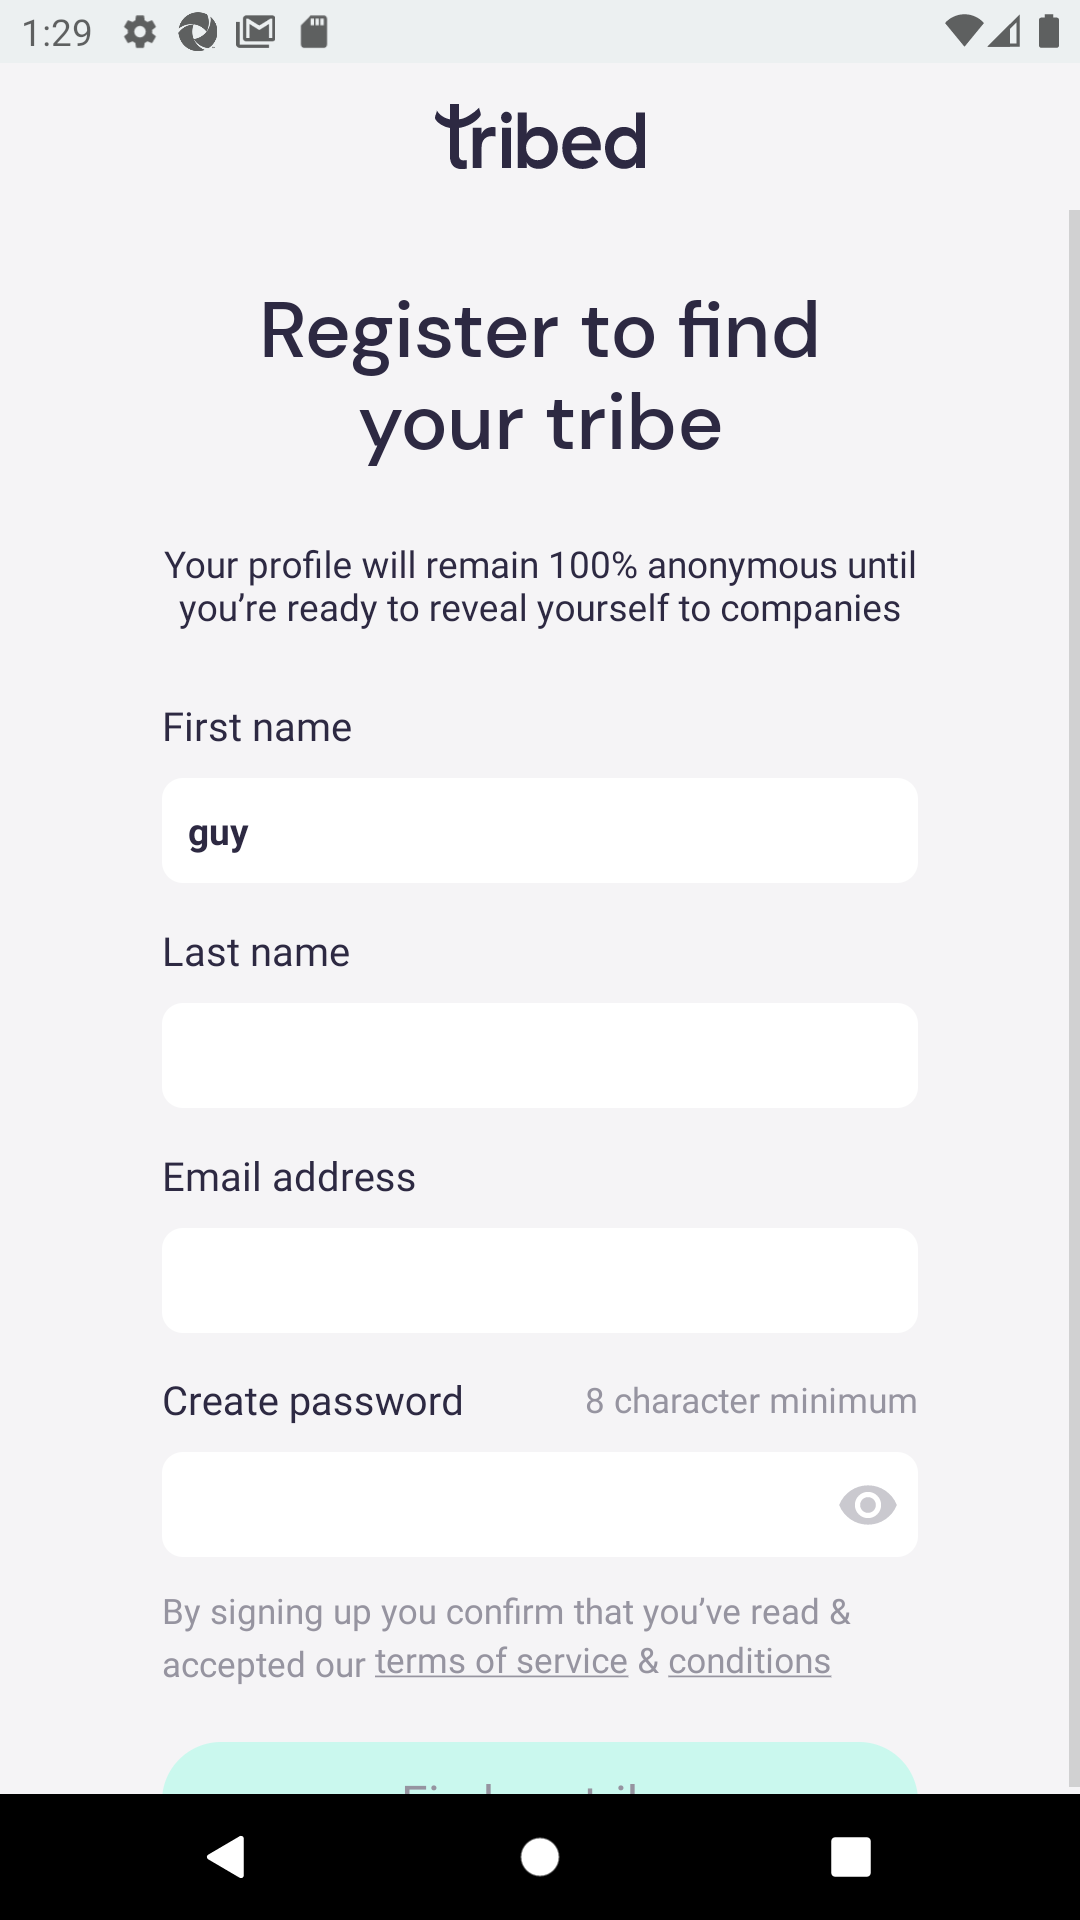 1:29
tribed
Register to find
your tribe
Your profile will remain 100% anonymous until
you’re ready to reveal yourself to companies
First name
guy
Last name
Email address
Create password
8 character minimum
By signing up you confirm that you’ve read &
accepted our terms of service & conditions